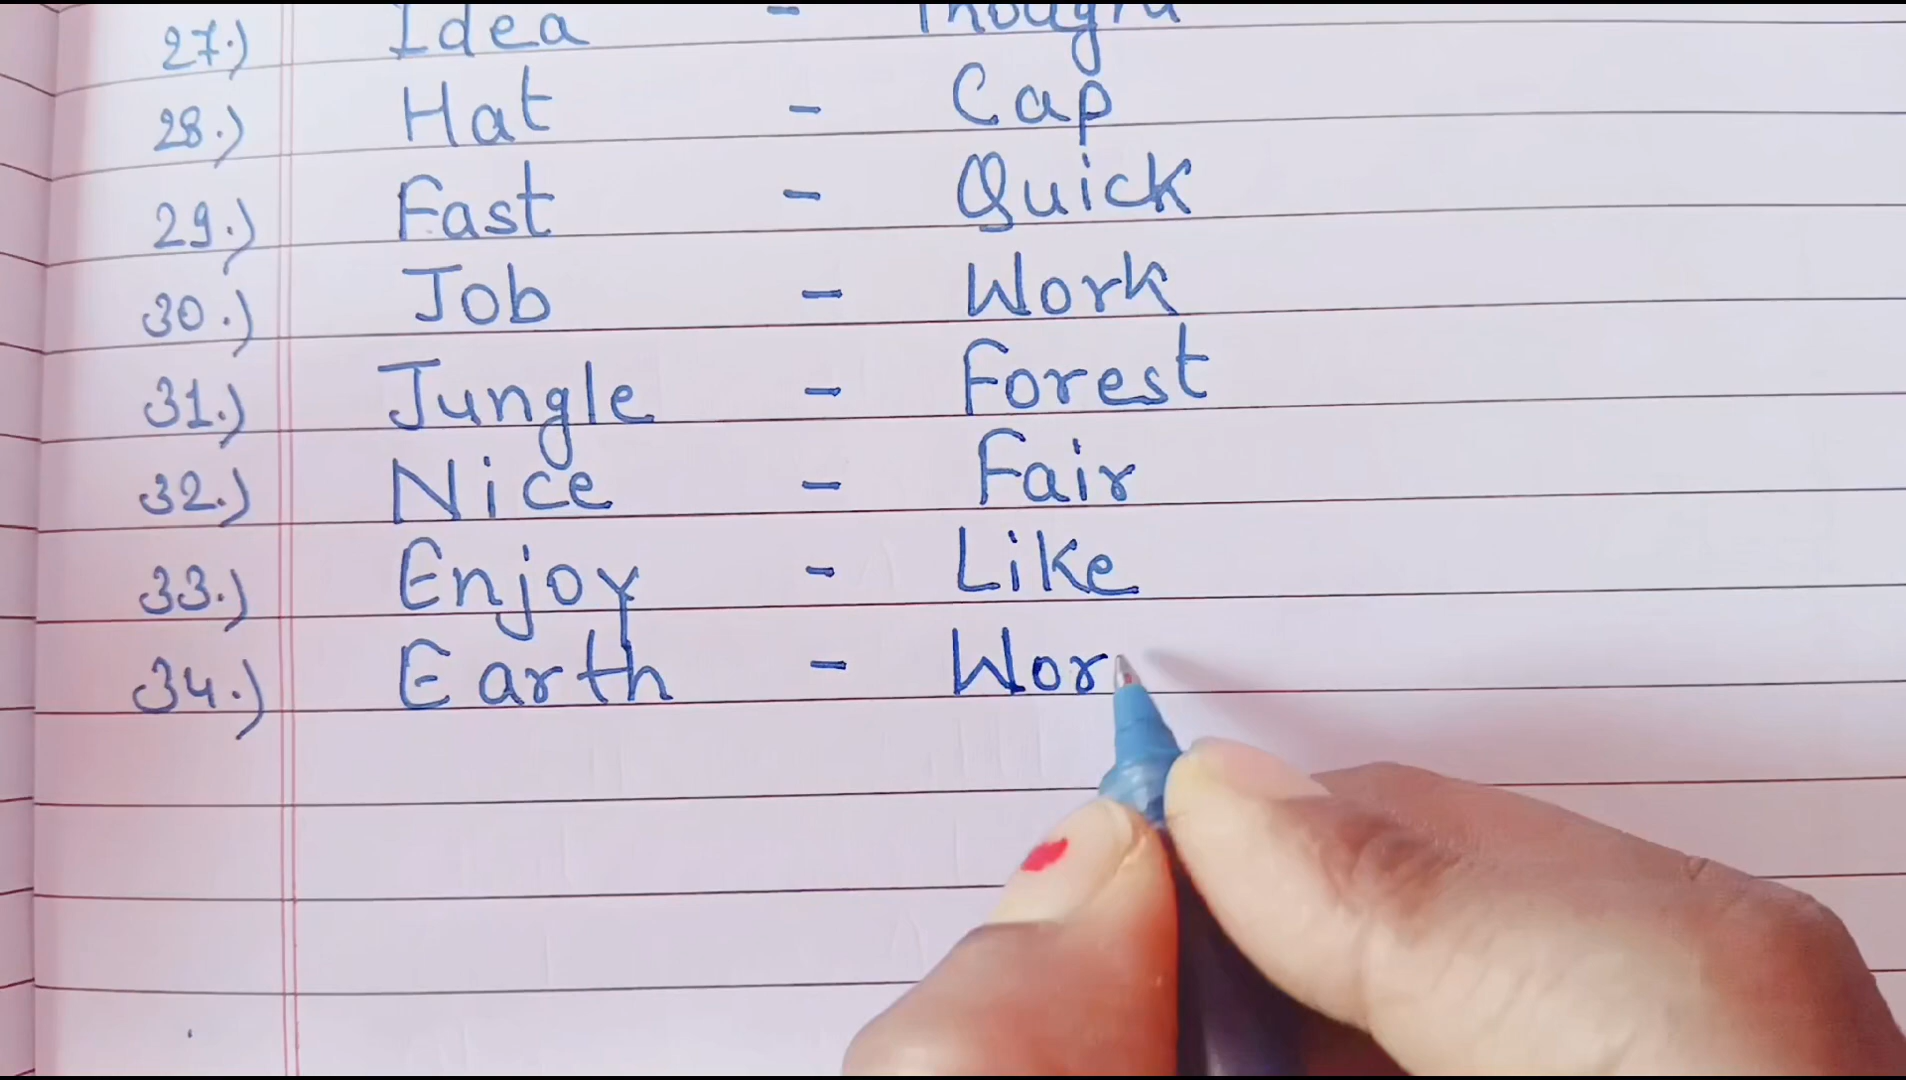 27.) Idea - Thought
28.) Hat - Cap
29.) Fast - Quick
30.) Job - Work
31.) Jungle - Forest
32.) Nice - Fair
33.) Enjoy - Like
34.) Earth - Wor